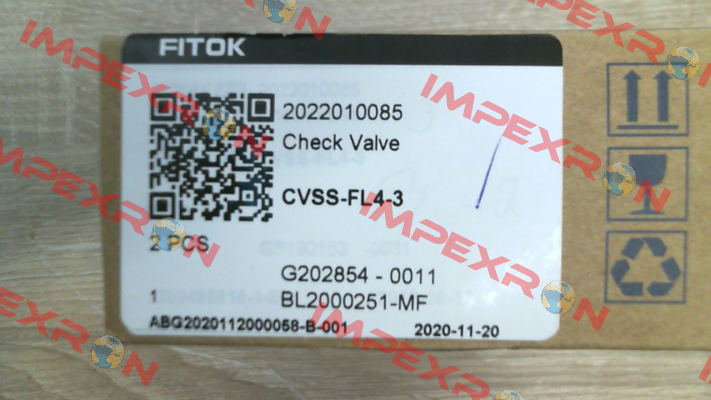 FITOK
2022010085
Check Valve
CVSS-FL4-3
2 PCS
G202854 - 0011
1 BL2000251-MF
ABG2020112000058-B-001 2020-11-20
IMPEXRON
IMPEXRON
IMPEXRON
IMPEXRON
IMPEXRON